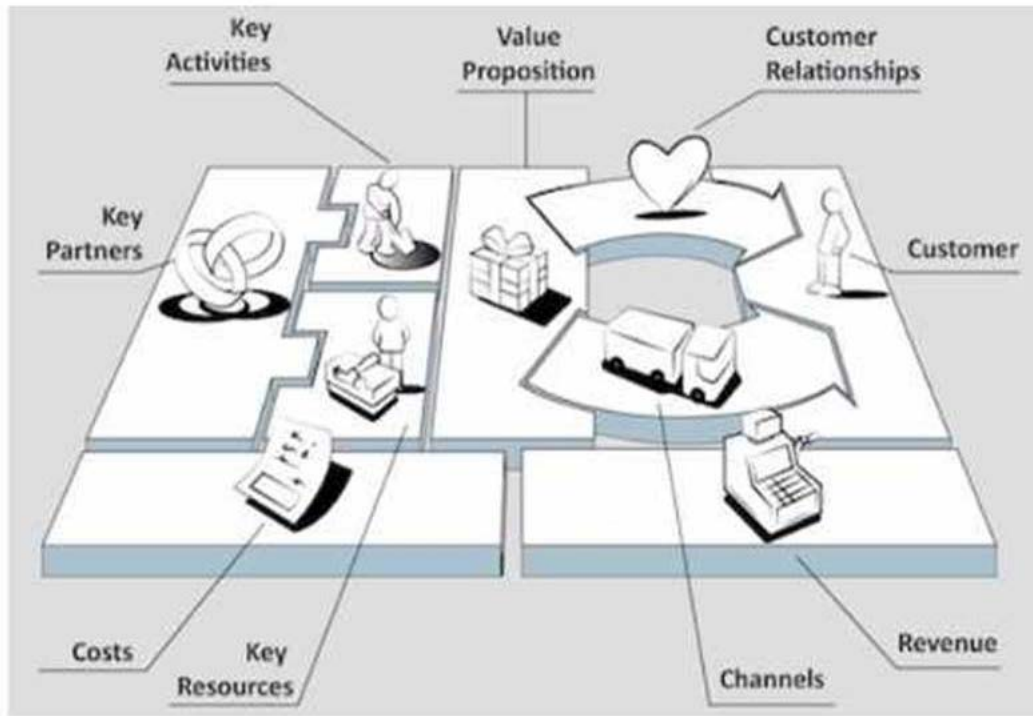 Key
Activities
Value
Proposition
Customer
Relationships
Key
Partners
Customer
Costs
Key
Resources
Channels
Revenue